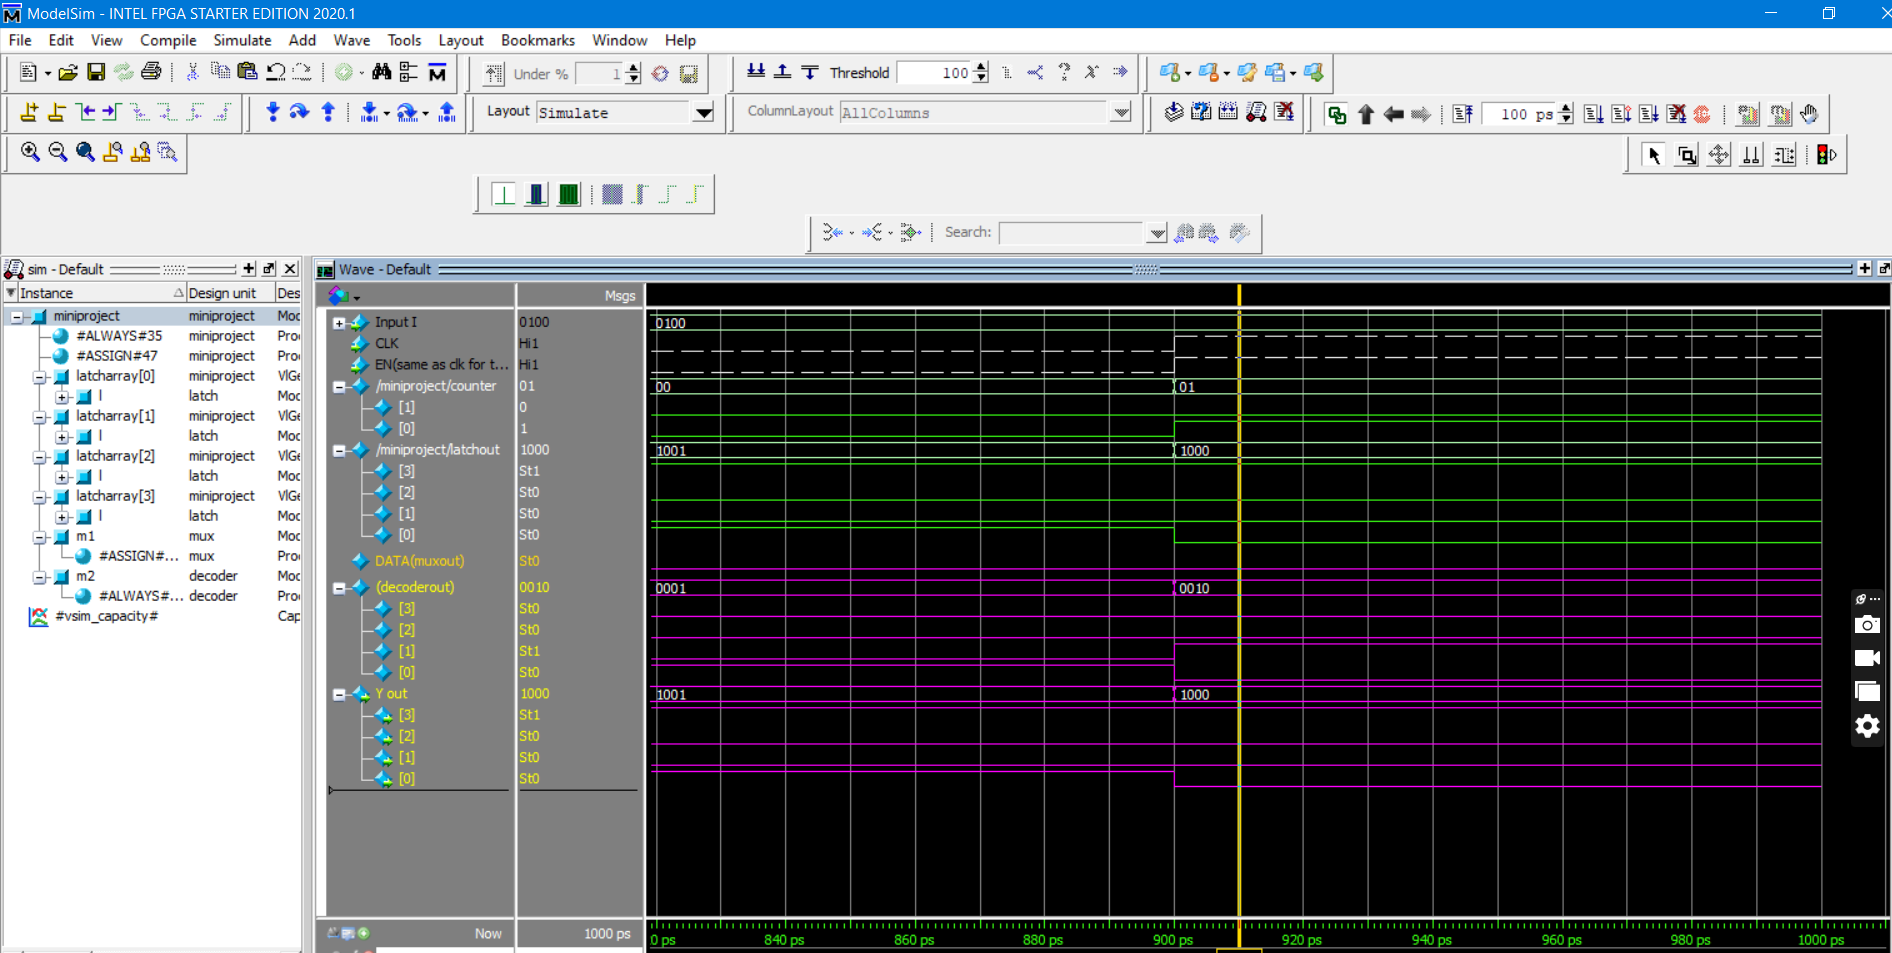 ModelSim - INTEL FPGA STARTER EDITION 2020.1
File Edit View Compile Simulate Add Wave Tools Layout Bookmarks Window Help
Under % 1 Threshold 100
Layout Simulate ColumnLayout AllColumns 100 ps
Search:
sim - Default
Instance Design unit Des
miniproject miniproject Moc
#ALWAYS#35 miniproject Pro
#ASSIGN#47 miniproject Pro
latcharray[0] miniproject VlGe
l latch Moc
latcharray[1] miniproject VlGe
l latch Moc
latcharray[2] miniproject VlGe
l latch Moc
latcharray[3] miniproject VlGe
l latch Moc
m1 mux Moc
#ASSIGN#... mux Pro
m2 decoder Moc
#ALWAYS#... decoder Pro
#vsim_capacity# Cap
Wave - Default
Msgs
Input I 0100 0100
CLK Hi1
EN(same as clk for t... Hi1
/miniproject/counter 01 00 01
[1] 0
[0] 1
/miniproject/latchout 1000 1001 1000
[3] St1
[2] St0
[1] St0
[0] St0
DATA(muxout) St0
(decoderout) 0010 0001 0010
[3] St0
[2] St0
[1] St1
[0] St0
Y out 1000 1001 1000
[3] St1
[2] St0
[1] St0
[0] St0
Now 1000 ps 0 ps 840 ps 860 ps 880 ps 900 ps 920 ps 940 ps 960 ps 980 ps 1000 ps